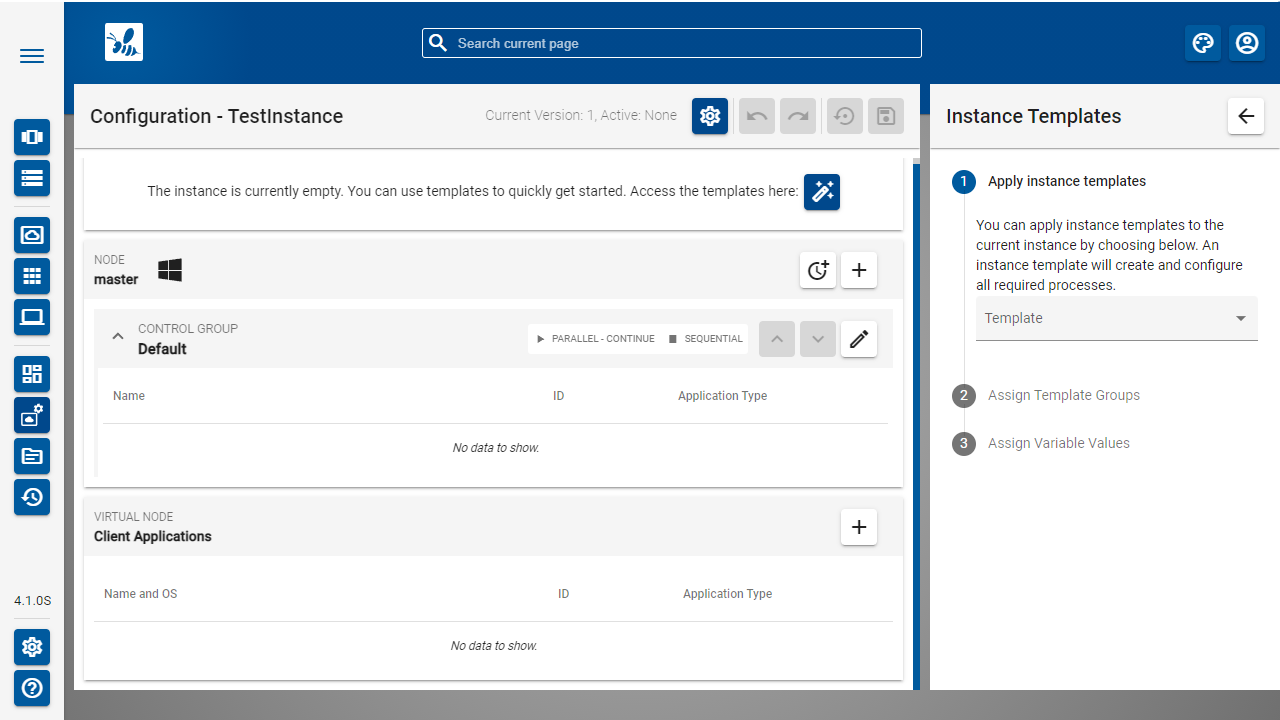 Search current page
Configuration - TestInstance
Current Version: 1, Active: None
Instance Templates
The instance is currently empty. You can use templates to quickly get started. Access the templates here:
NODE
master
CONTROL GROUP
Default
PARALLEL - CONTINUE
SEQUENTIAL
Name
ID
Application Type
No data to show.
VIRTUAL NODE
Client Applications
Name and OS
ID
Application Type
No data to show.
1
Apply instance templates
You can apply instance templates to the
current instance by choosing below. An
instance template will create and configure
all required processes.
Template
2
Assign Template Groups
3
Assign Variable Values
4.1.0S